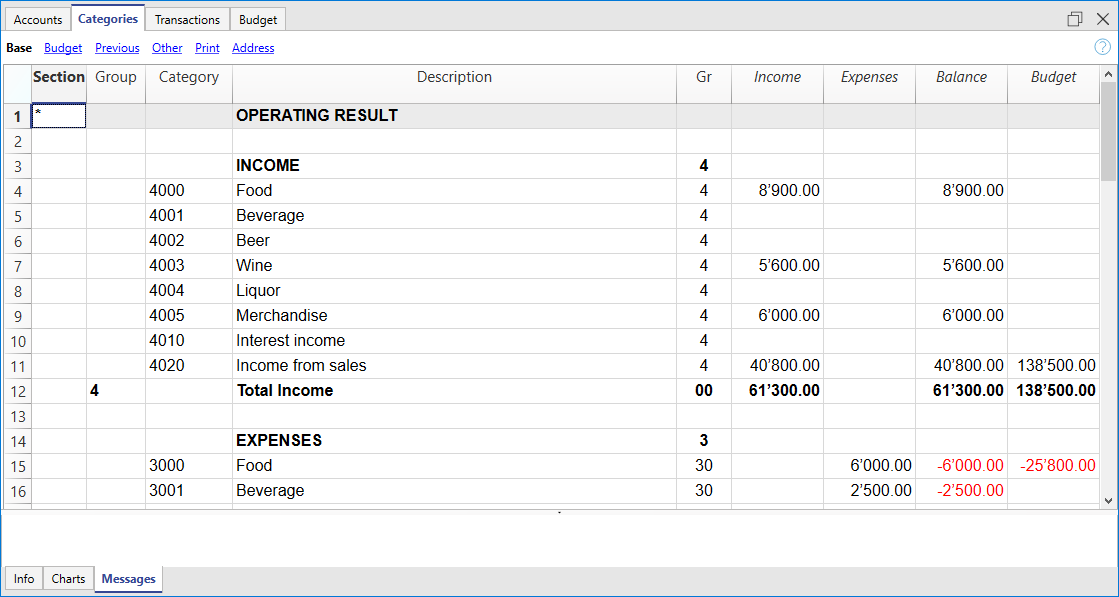 Accounts Categories Transactions Budget
Base Budget Previous Other Print Address ?
Section Group Category Description Gr Income Expenses Balance Budget
1 * OPERATING RESULT
2
3 INCOME 4
4 4000 Food 4 8’900.00 8’900.00
5 4001 Beverage 4
6 4002 Beer 4
7 4003 Wine 4 5’600.00 5’600.00
8 4004 Liquor 4
9 4005 Merchandise 4 6’000.00 6’000.00
10 4010 Interest income 4
11 4020 Income from sales 4 40’800.00 40’800.00 138’500.00
12 4 Total Income 00 61’300.00 61’300.00 138’500.00
13
14 EXPENSES 3
15 3000 Food 30 6’000.00 -6’000.00 -25’800.00
16 3001 Beverage 30 2’500.00 -2’500.00
Info Charts Messages